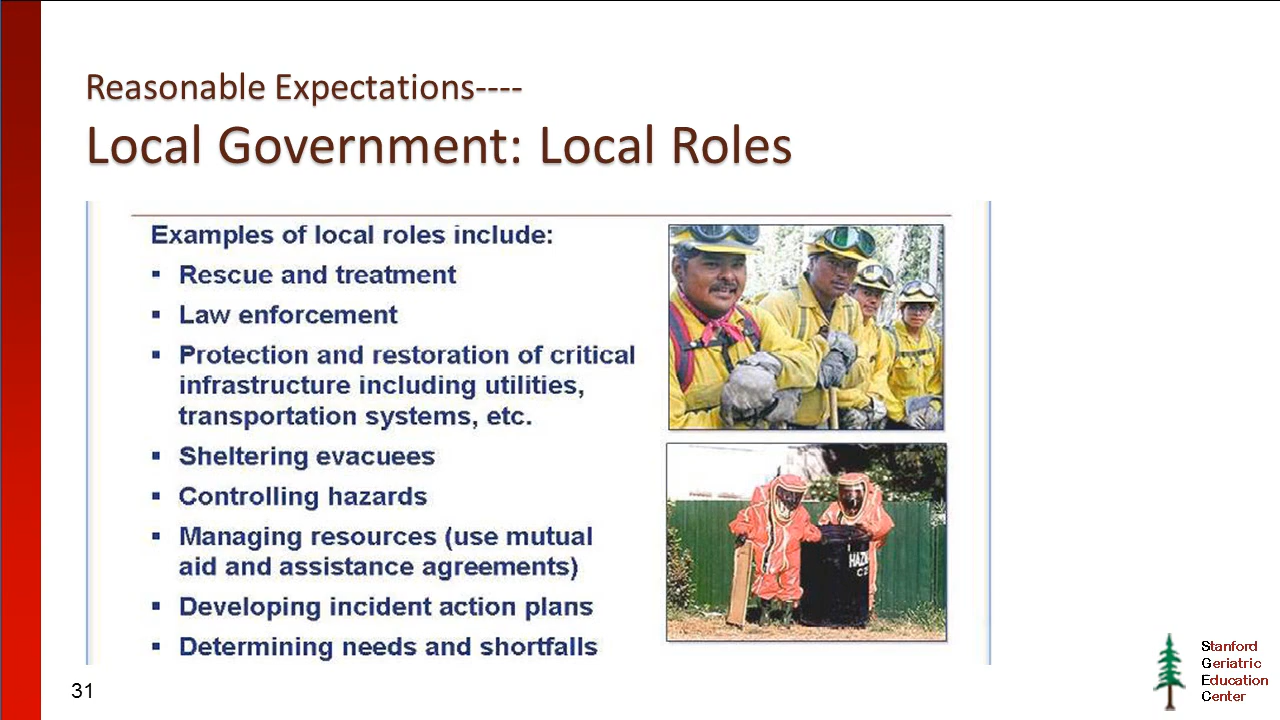 Reasonable Expectations----
Local Government: Local Roles
Examples of local roles include:
▪ Rescue and treatment
▪ Law enforcement
▪ Protection and restoration of critical
infrastructure including utilities,
transportation systems, etc.
▪ Sheltering evacuees
▪ Controlling hazards
▪ Managing resources (use mutual
aid and assistance agreements)
▪ Developing incident action plans
▪ Determining needs and shortfalls
31
Stanford
Geriatric
Education
Center